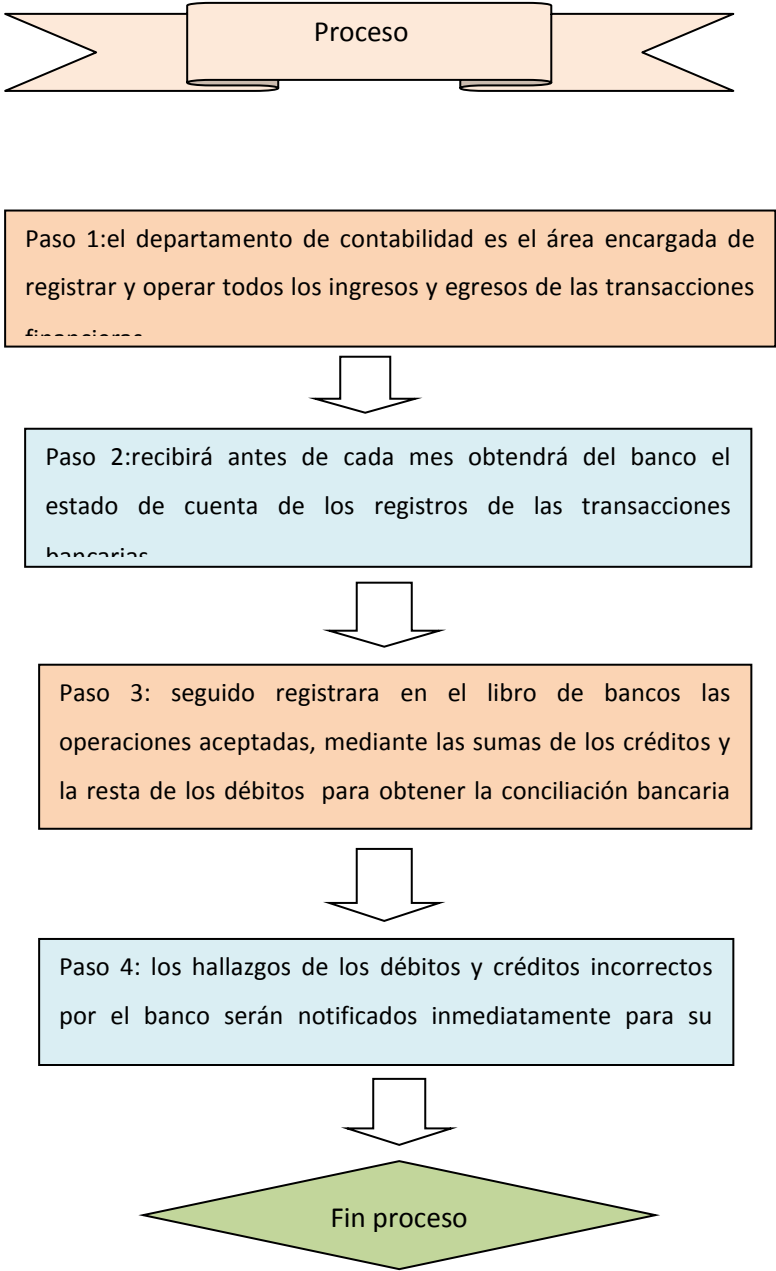 Proceso
Paso 1:el departamento de contabilidad es el área encargada de
registrar y operar todos los ingresos y egresos de las transacciones
Paso 2:recibirá antes de cada mes obtendrá del banco el
estado de cuenta de los registros de las transacciones
bancarias
Paso 3: seguido registrara en el libro de bancos las
operaciones aceptadas, mediante las sumas de los créditos y
la resta de los débitos para obtener la conciliación bancaria
Paso 4: los hallazgos de los débitos y créditos incorrectos
por el banco serán notificados inmediatamente para su
Fin proceso